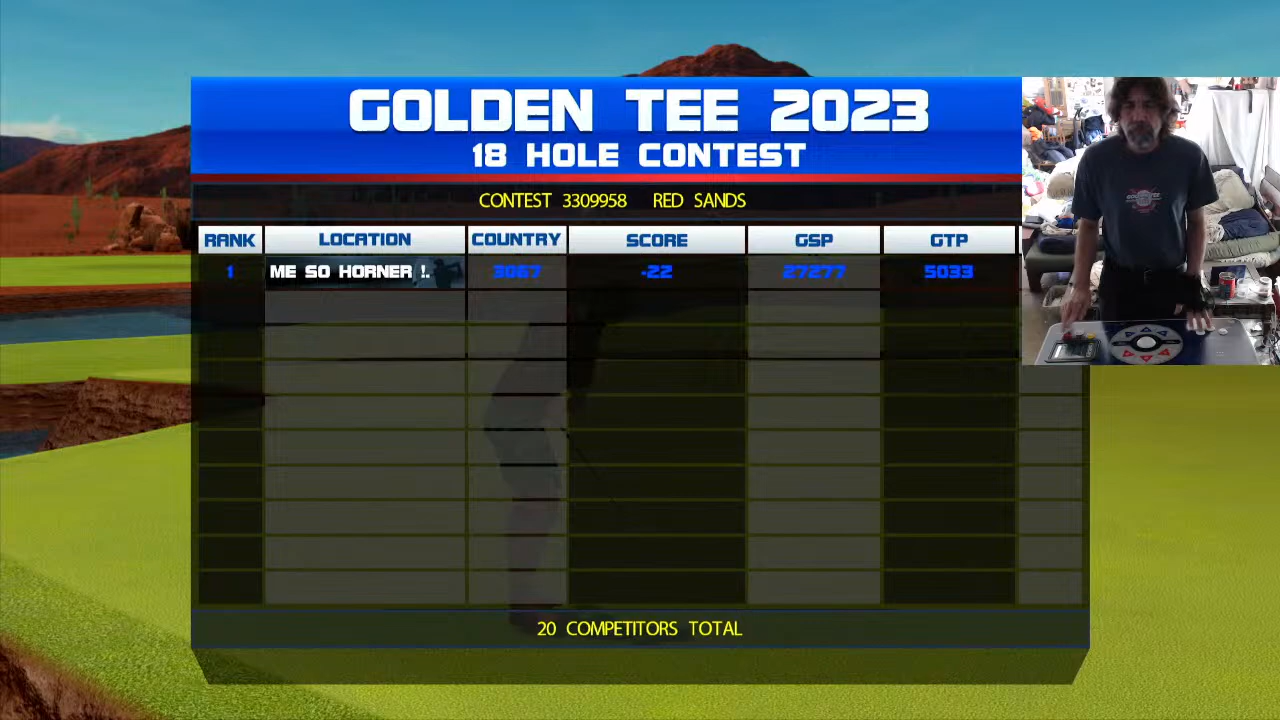 GOLDEN TEE 2023
18 HOLE CONTEST
CONTEST 3309958 RED SANDS
RANK LOCATION COUNTRY SCORE GSP GTP
1 ME SO HORNER !. 3067 -22 27277 5033
20 COMPETITORS TOTAL